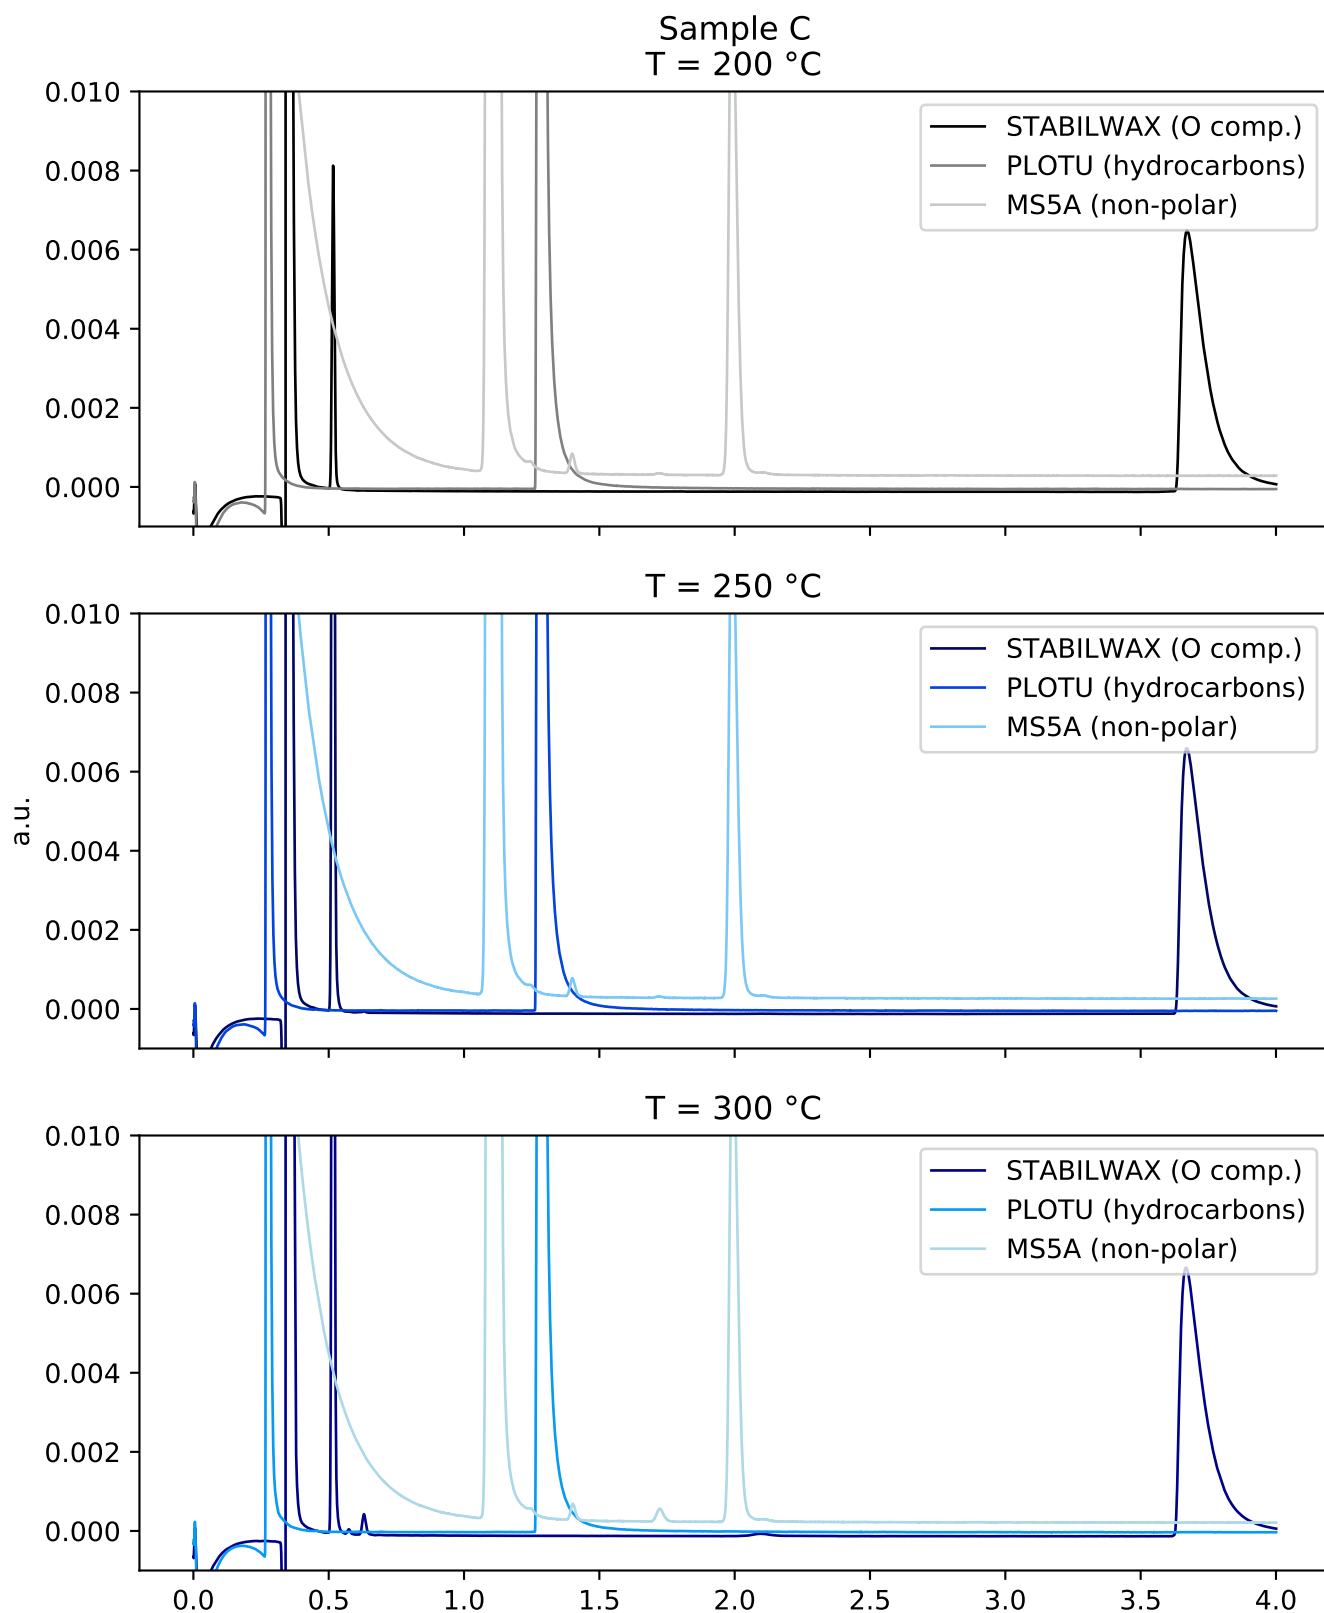 Sample C
T = 200 °C
0.010
0.008
0.006
0.004
0.002
0.000
STABILWAX (O comp.)
PLOTU (hydrocarbons)
MS5A (non-polar)
T = 250 °C
0.010
0.008
0.006
0.004
0.002
0.000
a.u.
STABILWAX (O comp.)
PLOTU (hydrocarbons)
MS5A (non-polar)
T = 300 °C
0.010
0.008
0.006
0.004
0.002
0.000
STABILWAX (O comp.)
PLOTU (hydrocarbons)
MS5A (non-polar)
0.0 0.5 1.0 1.5 2.0 2.5 3.0 3.5 4.0